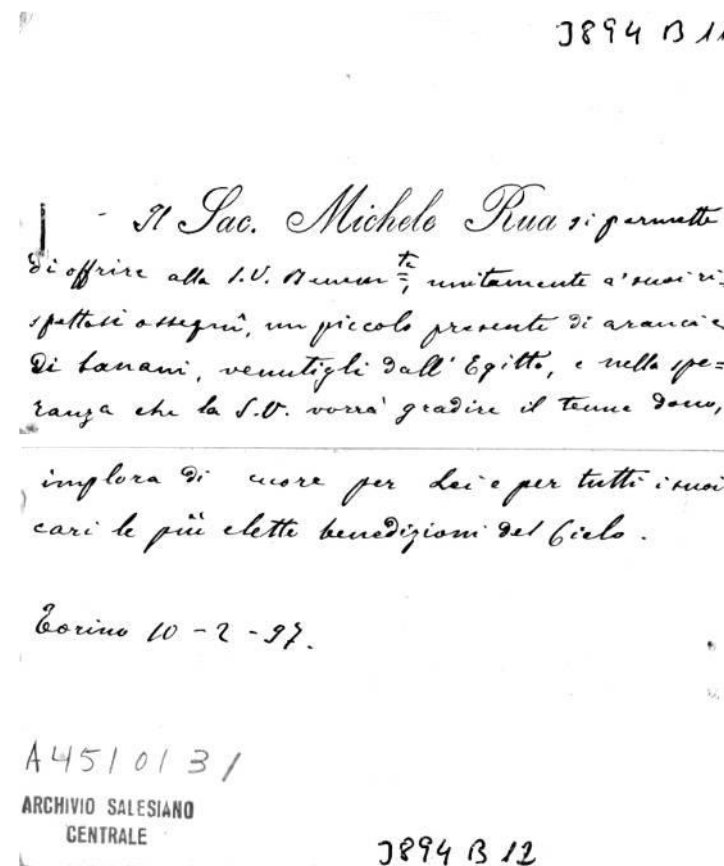 3894 B 11
- Il Sac. Michele Rua si permette
di offrire alla S.V. Benem.te, unitamente a' suoi ri=
spettosi ossequî, un piccolo presente di aranci e
di banani, venutigli dall' Egitto, e nella spe=
ranza che la S.V. vorrà gradire il tenue dono,
implora di cuore per Lei e per tutti i suoi
cari le più elette benedizioni del Cielo.
Torino 10-2-97.
A4510131
ARCHIVIO SALESIANO
CENTRALE
3894 B 12